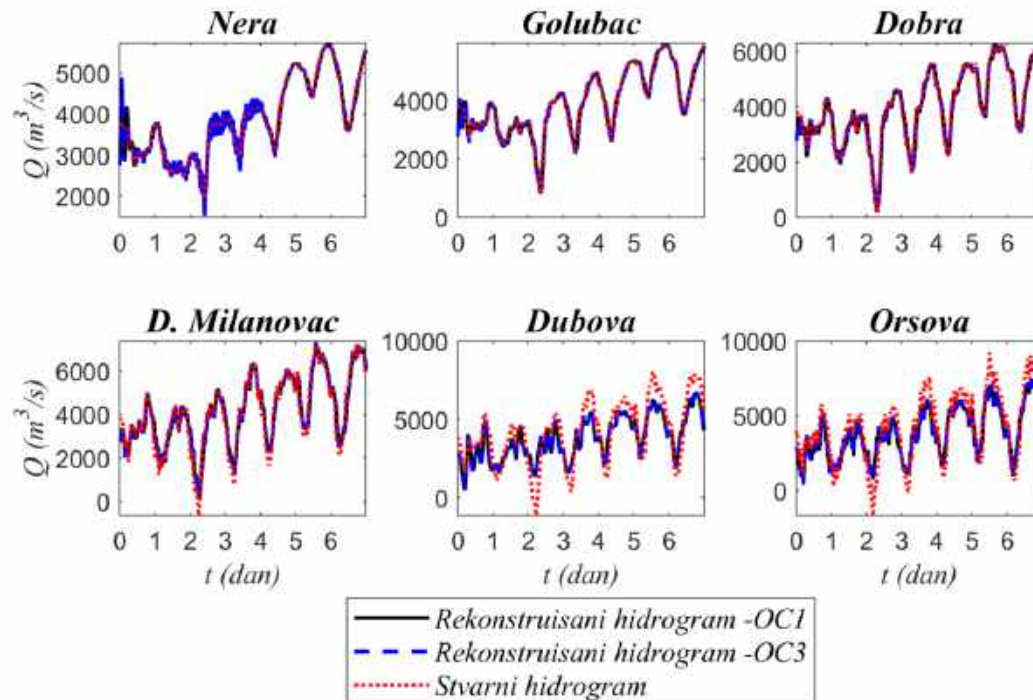 Nera
Golubac
Dobra
Q (m³/s)
5000
4000
3000
2000
0 1 2 3 4 5 6
4000
2000
0
0 1 2 3 4 5 6
6000
4000
2000
0
0 1 2 3 4 5 6
D. Milanovac
Dubova
Orsova
Q (m³/s)
6000
4000
2000
0
0 1 2 3 4 5 6
t (dan)
10000
5000
0
0 1 2 3 4 5 6
t (dan)
10000
5000
0
0 1 2 3 4 5 6
t (dan)
Rekonstruisani hidrogram -OC1
Rekonstruisani hidrogram -OC3
Stvarni hidrogram